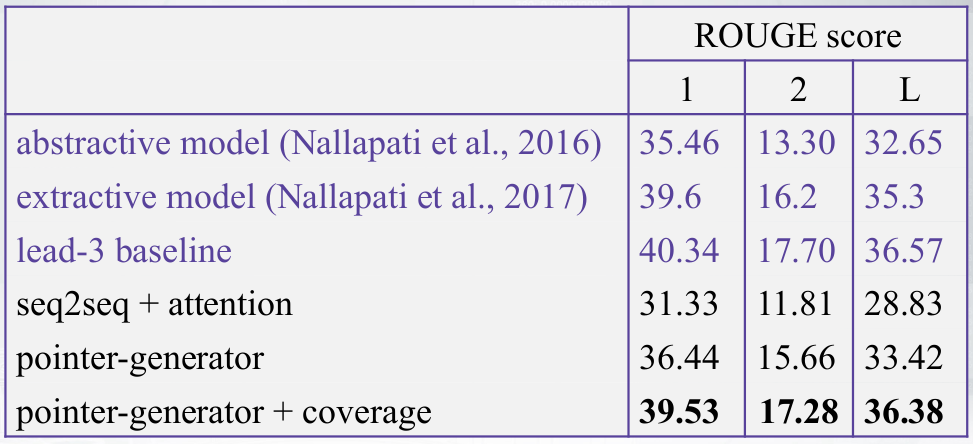 ROUGE score
1 2 L
abstractive model (Nallapati et al., 2016) 35.46 13.30 32.65
extractive model (Nallapati et al., 2017) 39.6 16.2 35.3
lead-3 baseline 40.34 17.70 36.57
seq2seq + attention 31.33 11.81 28.83
pointer-generator 36.44 15.66 33.42
pointer-generator + coverage 39.53 17.28 36.38